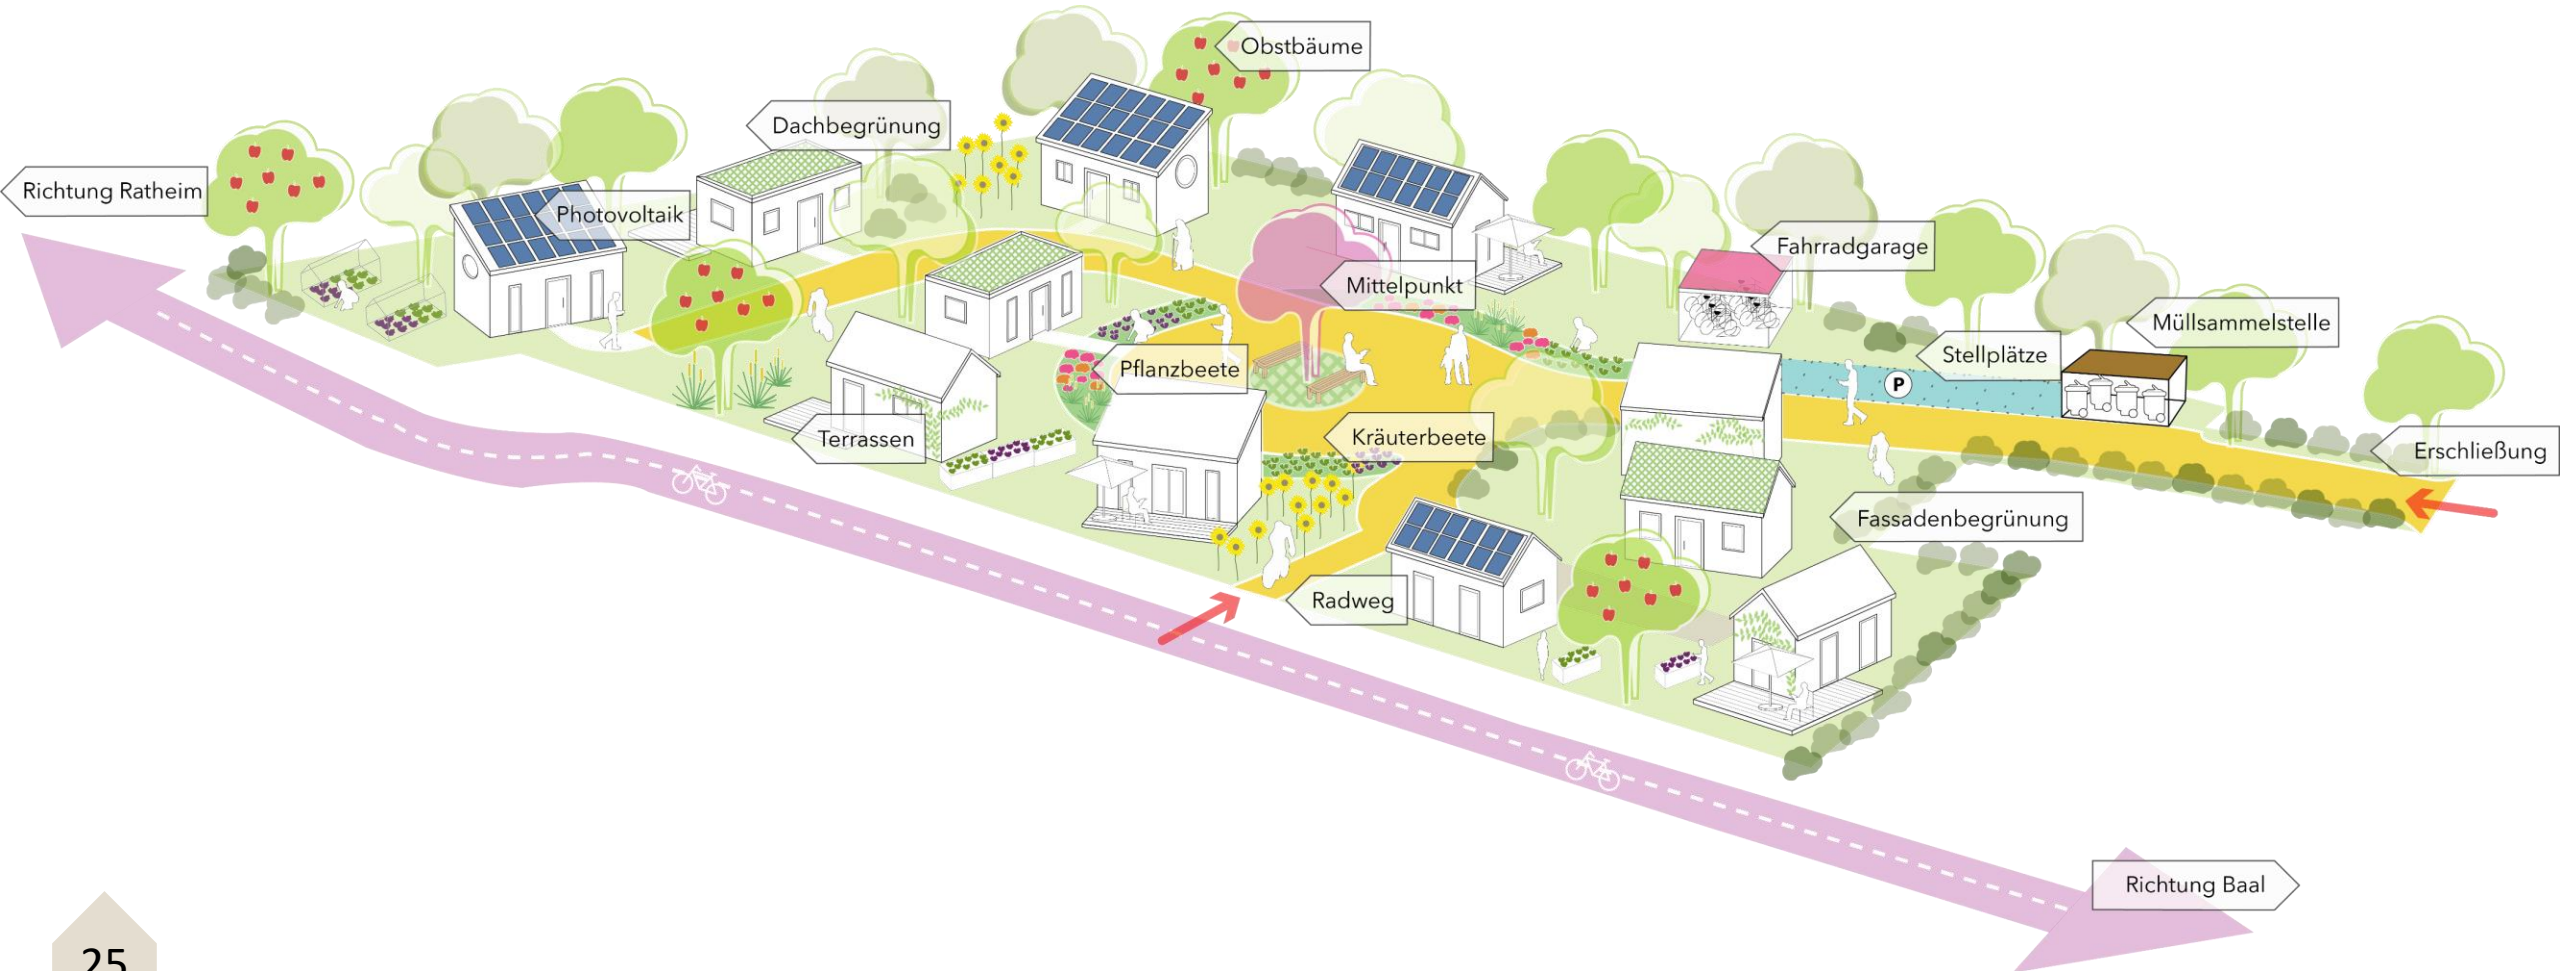 Obstbäume
Dachbegrünung
Richtung Ratheim
Photovoltaik
Fahrradgarage
Mittelpunkt
Müllsammelstelle
Stellplätze
Pflanzbeete
P
Terrassen
Kräuterbeete
Erschließung
Fassadenbegrünung
Radweg
Richtung Baal
25